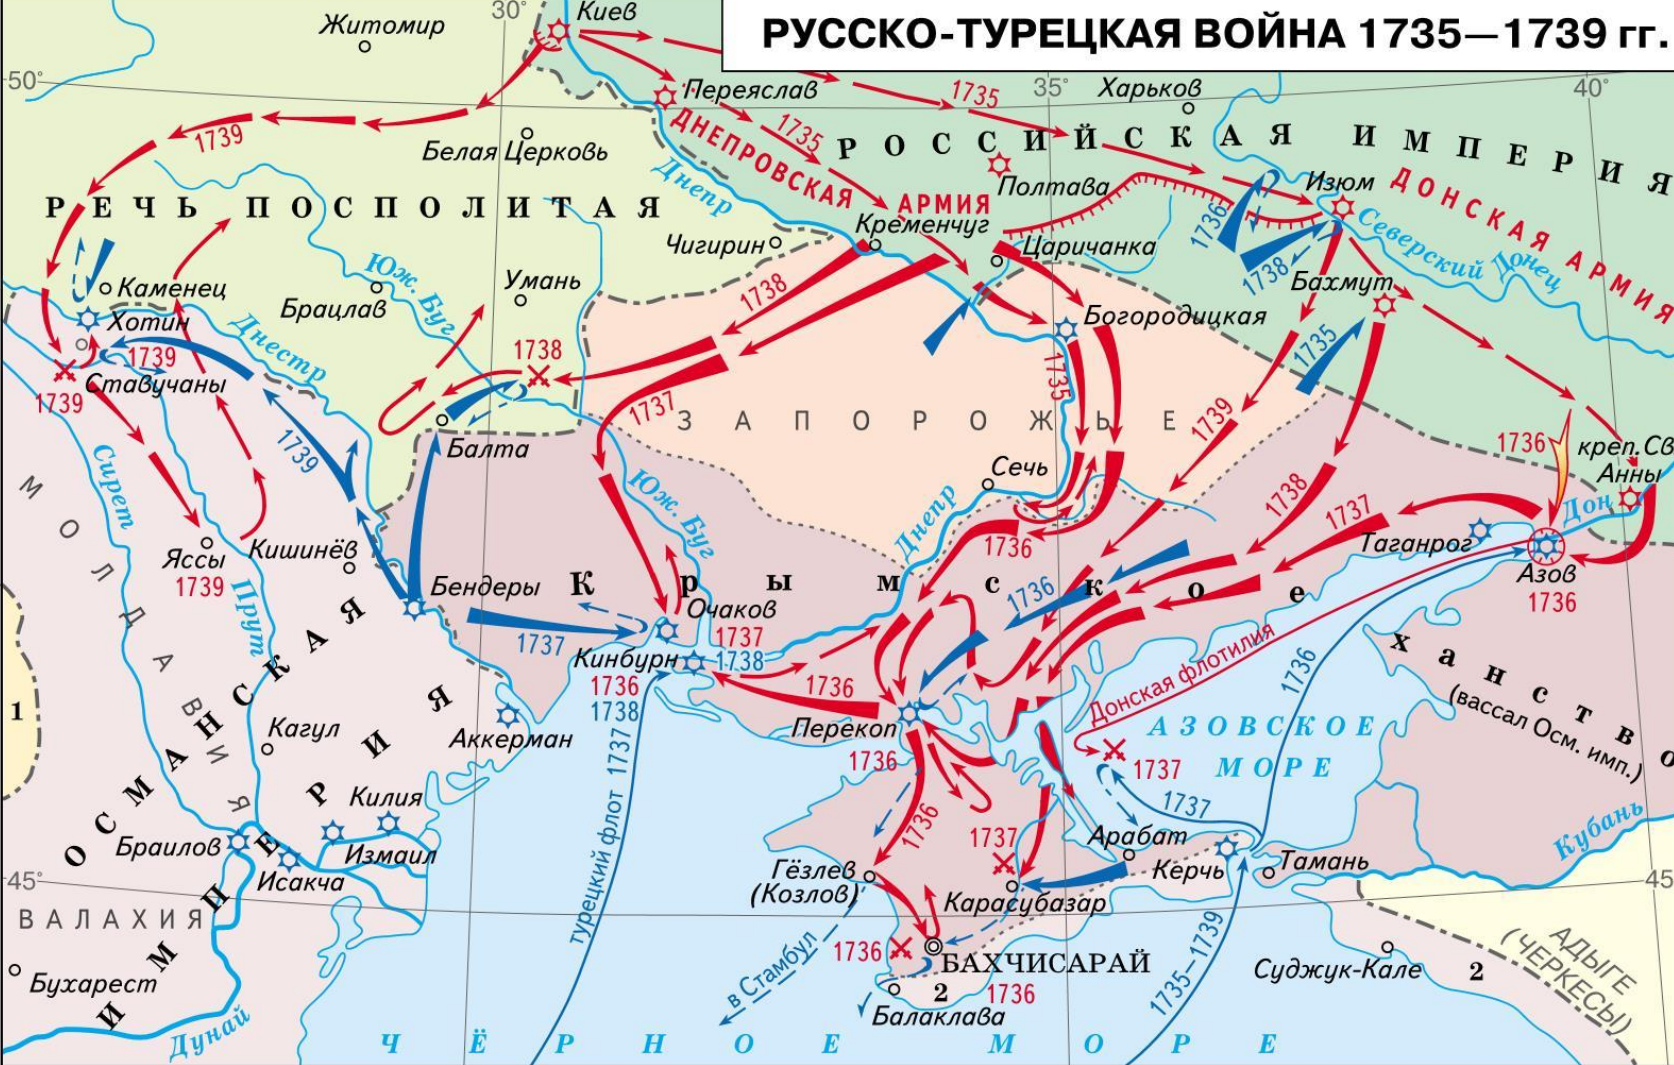 РУССКО-ТУРЕЦКАЯ ВОЙНА 1735—1739 гг.
30°
Киев
Житомир
50°
35°
40°
Переяслав
1735
Харьков
1739
Белая Церковь
1735
РОССИЙСКАЯ ИМПЕРИЯ
ДНЕПРОВСКАЯ АРМИЯ
Днепр
Полтава
Изюм
ДОНСКАЯ АРМИЯ
РЕЧЬ ПОСПОЛИТАЯ
Кременчуг
1736
Чигирин
Царичанка
Северский Донец
Юж. Буг
1738
Бахмут
Каменец
Умань
1738
Брацлав
Хотин
Богородицкая
Днестр
1739
1738
1735
1735
Ставучаны
1739
1737
ЗАПОРОЖЬЕ
1739
1736
креп.Св
Анны
Балта
1739
Сирет
Сечь
Юж. Буг
Днепр
1738
1737
Дон
МОЛДАВИЯ
Яссы
1739
Кишинёв
1736
Таганрог
Азов
1736
Прут
Бендеры
Крымское
ханство
(вассал Осм. имп.)
1736
Очаков
1737
1737
1738
Кинбурн
1736
1738
1736
Донская флотилия
1736
1
Кагул
Аккерман
Перекоп
1736
АЗОВСКОЕ
МОРЕ
1737
ОСМАНСКАЯ
ИМПЕРИЯ
Килия
турецкий флот 1737
1736
1737
1737
Арабат
Кубань
Браилов
Измаил
Исакча
Гёзлев
(Козлов)
Керчь
Тамань
45°
45
Карасубазар
ВАЛАХИЯ
1736
БАХЧИСАРАЙ
1736
2
в Стамбул
1735—1739
Суджук-Кале
2
АДЫГЕ
(ЧЕРКЕСЫ)
Бухарест
Балаклава
Дунай
ЧЁРНОЕ МОРЕ